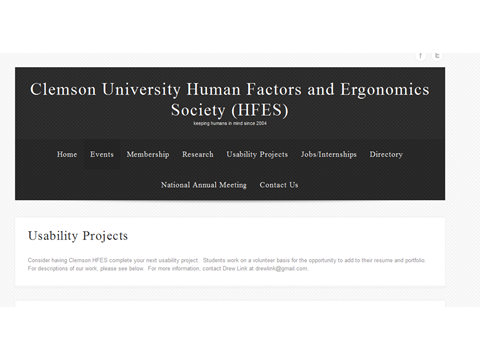 Clemson University Human Factors and Ergonomics
Society (HFES)
keeping humans in mind since 2004
Home Events Membership Research Usability Projects Jobs/Internships Directory
National Annual Meeting Contact Us
Usability Projects
Consider having Clemson HFES complete your next usability project. Students work on a volunteer basis for the opportunity to add to their resume and portfolio.
For descriptions of our work, please see below. For more information, contact Drew Link at drewlink@gmail.com.